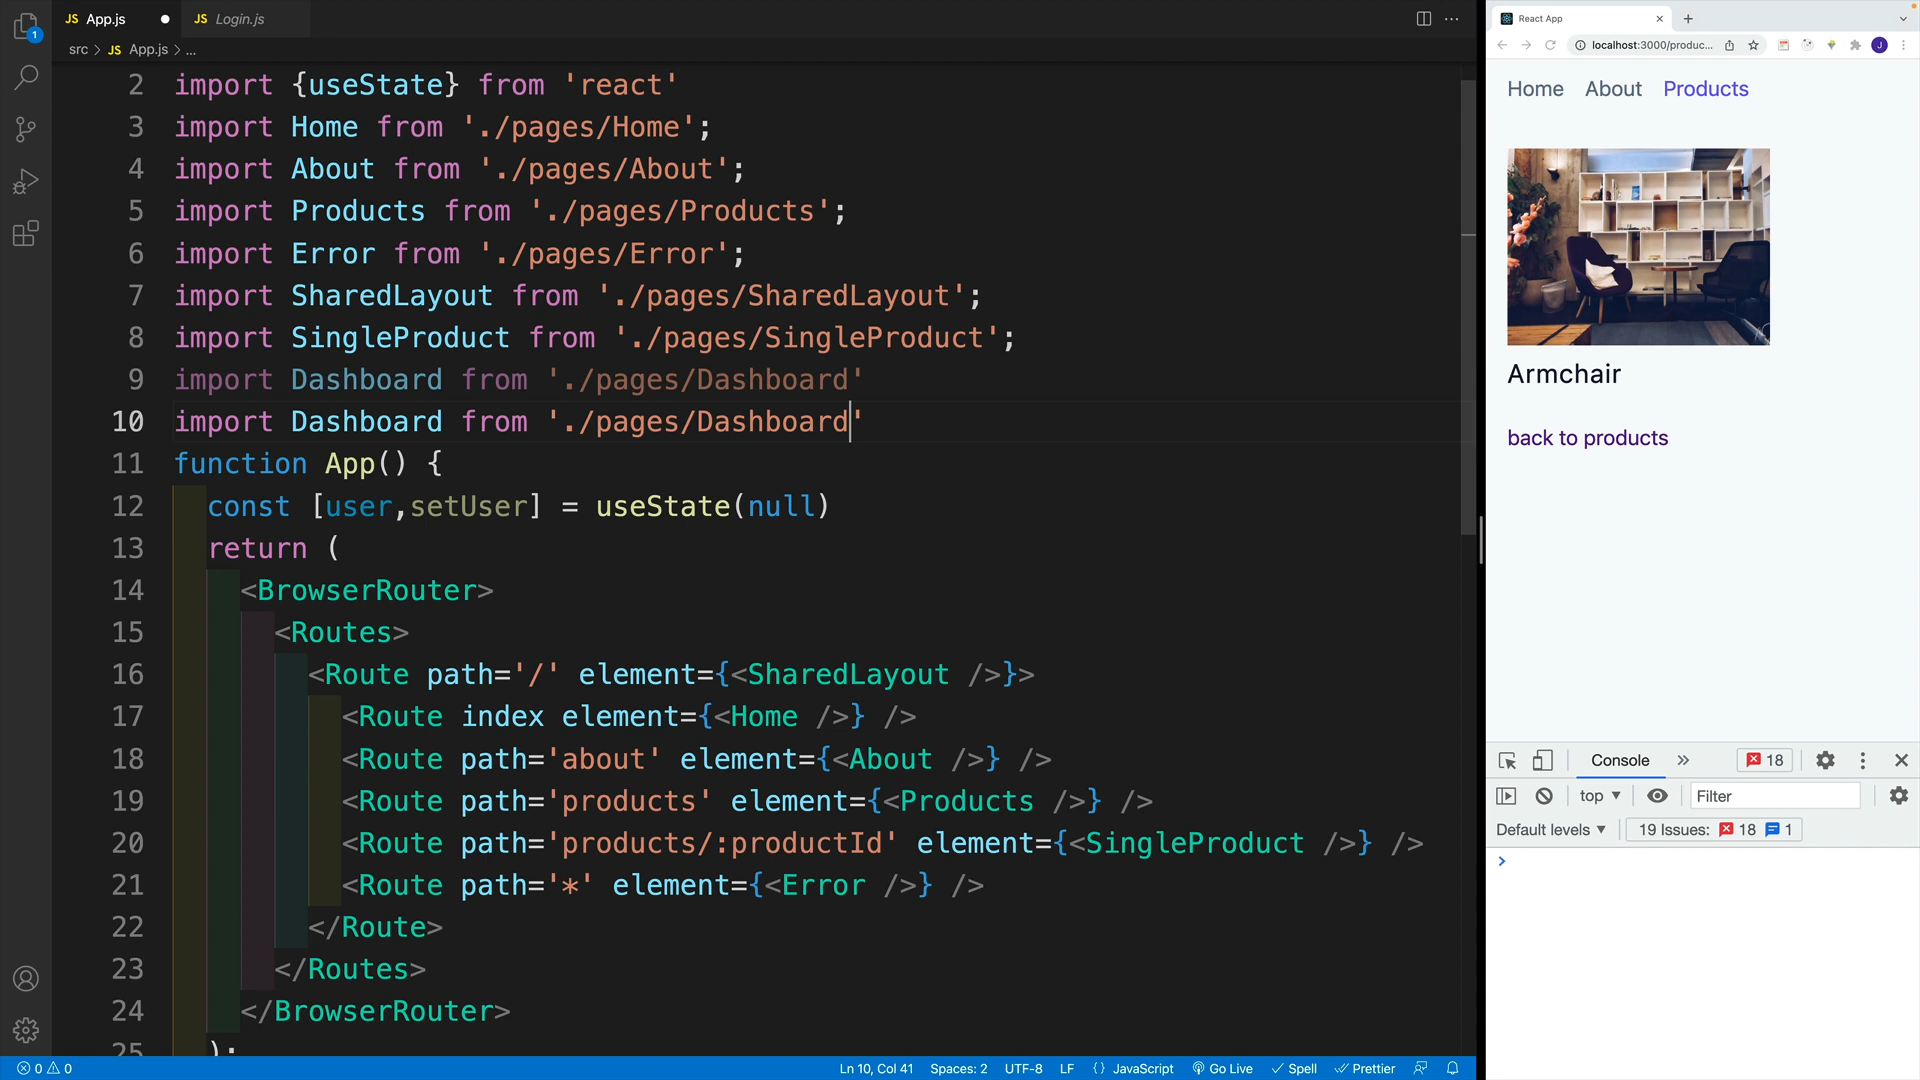 JS App.js
JS Login.js
src > JS App.js > ...
1
2 import {useState} from 'react'
3 import Home from './pages/Home';
4 import About from './pages/About';
5 import Products from './pages/Products';
6 import Error from './pages/Error';
7 import SharedLayout from './pages/SharedLayout';
8 import SingleProduct from './pages/SingleProduct';
9 import Dashboard from './pages/Dashboard'
10 import Dashboard from './pages/Dashboard'
11 function App() {
12 const [user,setUser] = useState(null)
13 return (
14 <BrowserRouter>
15 <Routes>
16 <Route path='/' element={<SharedLayout />}>
17 <Route index element={<Home />} />
18 <Route path='about' element={<About />} />
19 <Route path='products' element={<Products />} />
20 <Route path='products/:productId' element={<SingleProduct />} />
21 <Route path='*' element={<Error />} />
22 </Route>
23 </Routes>
24 </BrowserRouter>
25 );
0 0 Ln 10, Col 41 Spaces: 2 UTF-8 LF {} JavaScript Go Live Spell Prettier
React App
localhost:3000/produc... J
Home About Products
Armchair
back to products
Console 18
top Filter
Default levels 19 Issues: 18 1